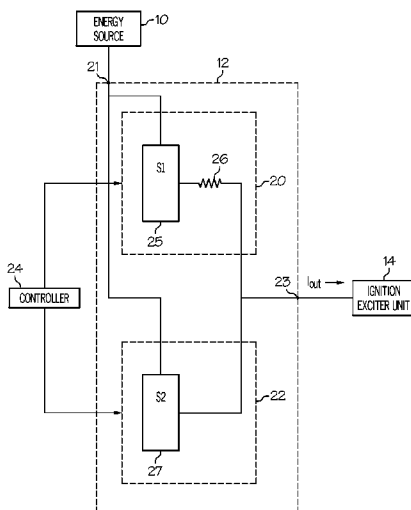 ENERGY
SOURCE
10
21
12
S1
26
25
20
24
CONTROLLER
23
Iout
14
IGNITION
EXCITER UNIT
S2
22
27